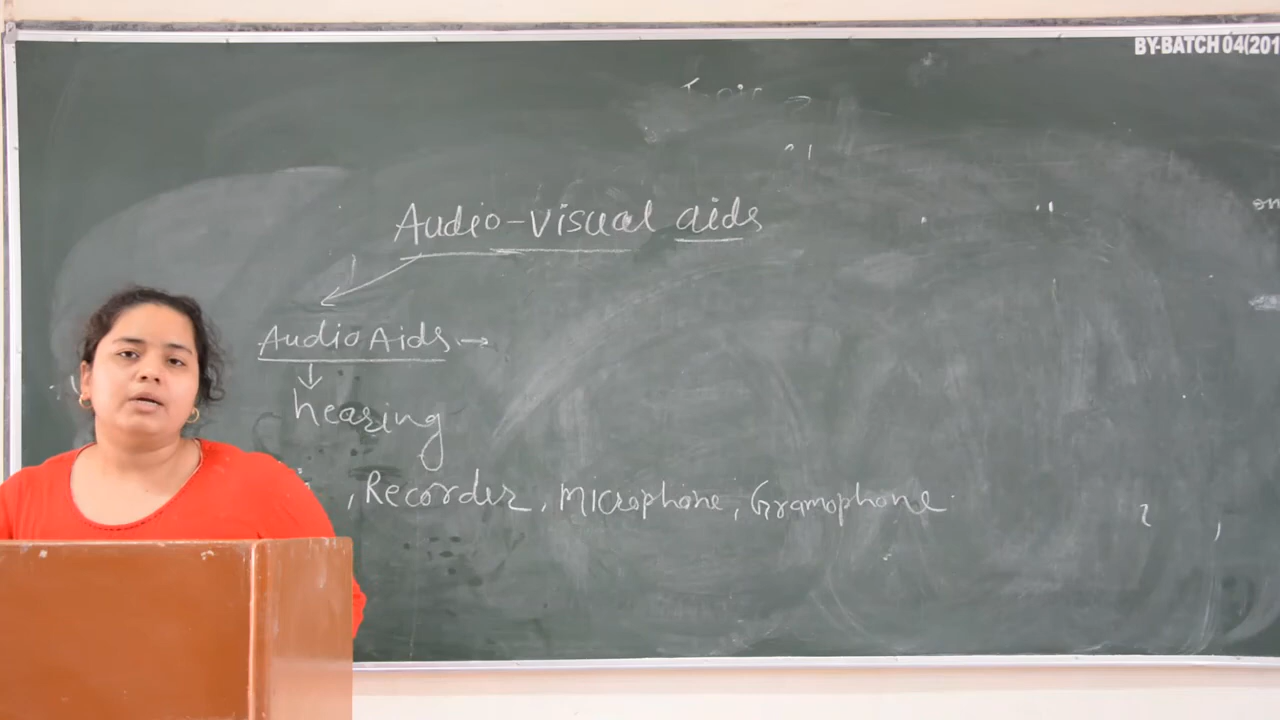 BY-BATCH 04(201
Audio-visual aids
Audio Aids →
hearing
, Recorder, Microphone, Gramophone